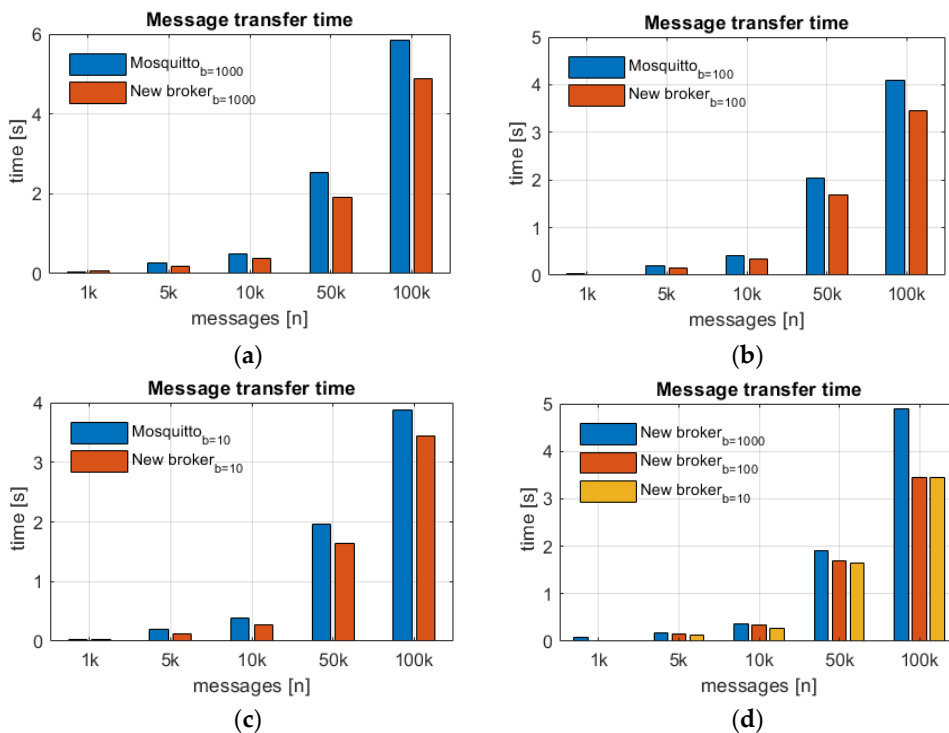 Message transfer time
6
4
2
0
time [s]
Mosquitto b=1000
New broker b=1000
1k 5k 10k 50k 100k
messages [n]
(a)
Message transfer time
5
4
3
2
1
0
time [s]
Mosquitto b=100
New broker b=100
1k 5k 10k 50k 100k
messages [n]
(b)
Message transfer time
4
3
2
1
0
time [s]
Mosquitto b=10
New broker b=10
1k 5k 10k 50k 100k
messages [n]
(c)
Message transfer time
5
4
3
2
1
0
time [s]
New broker b=1000
New broker b=100
New broker b=10
1k 5k 10k 50k 100k
messages [n]
(d)